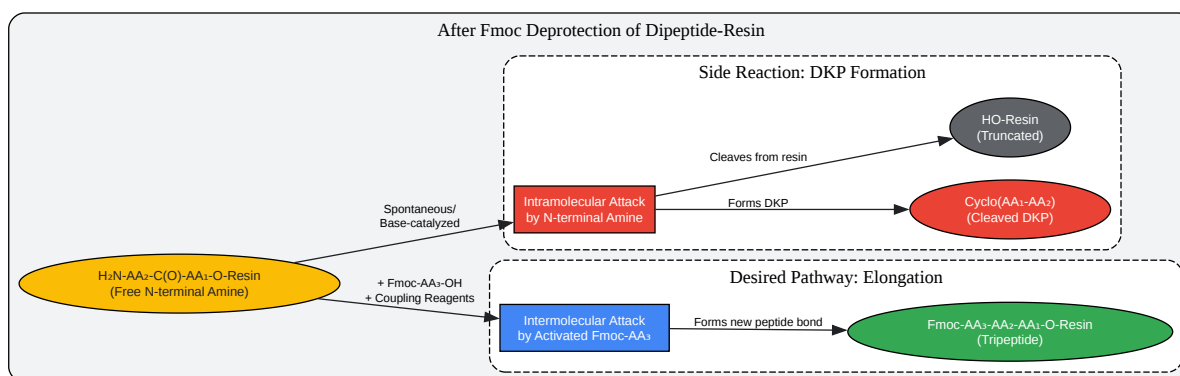 After Fmoc Deprotection of Dipeptide-Resin
Side Reaction: DKP Formation
HO-Resin
(Truncated)
Cleaves from resin
Intramolecular Attack
by N-terminal Amine
Forms DKP
Cyclo(AA₁-AA₂)
(Cleaved DKP)
Spontaneous/
Base-catalyzed
H₂N-AA₂-C(O)-AA₁-O-Resin
(Free N-terminal Amine)
+ Fmoc-AA₃-OH
+ Coupling Reagents
Desired Pathway: Elongation
Intermolecular Attack
by Activated Fmoc-AA₃
Forms new peptide bond
Fmoc-AA₃-AA₂-AA₁-O-Resin
(Tripeptide)